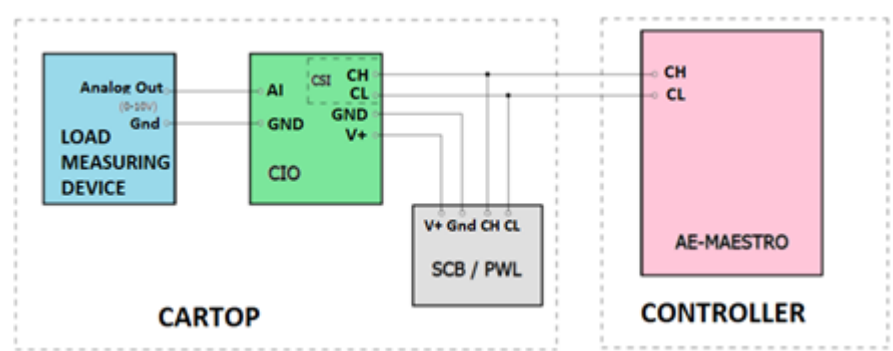 Analog Out
(0-10V)
Gnd
LOAD
MEASURING
DEVICE
AI
GND
CSI
CH
CL
GND
V+
CIO
V+ Gnd CH CL
SCB / PWL
CARTOP
CH
CL
AE-MAESTRO
CONTROLLER